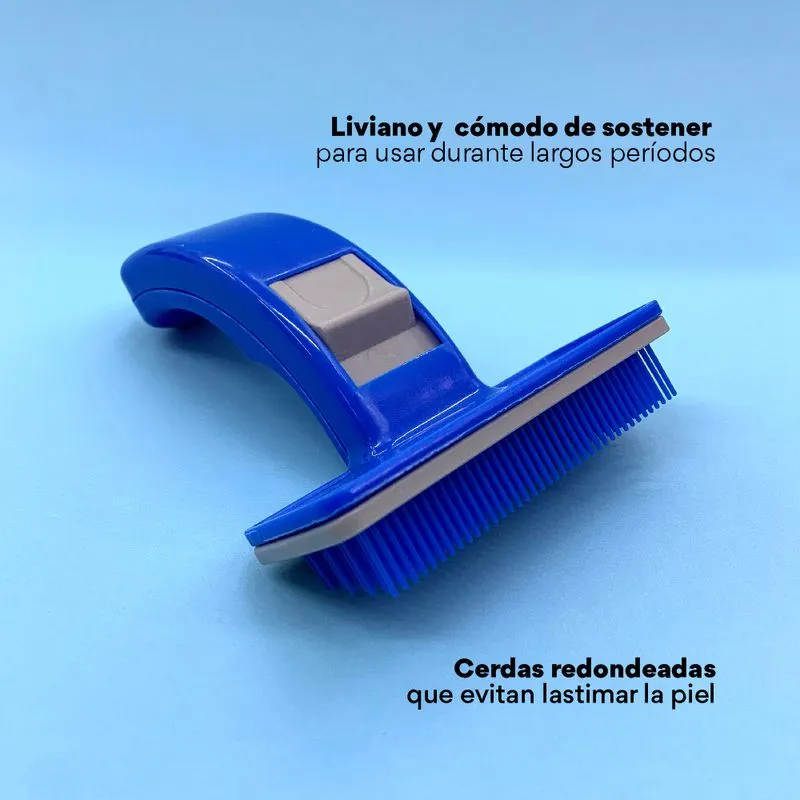 Liviano y cómodo de sostener
para usar durante largos períodos
Cerdas redondeadas
que evitan lastimar la piel